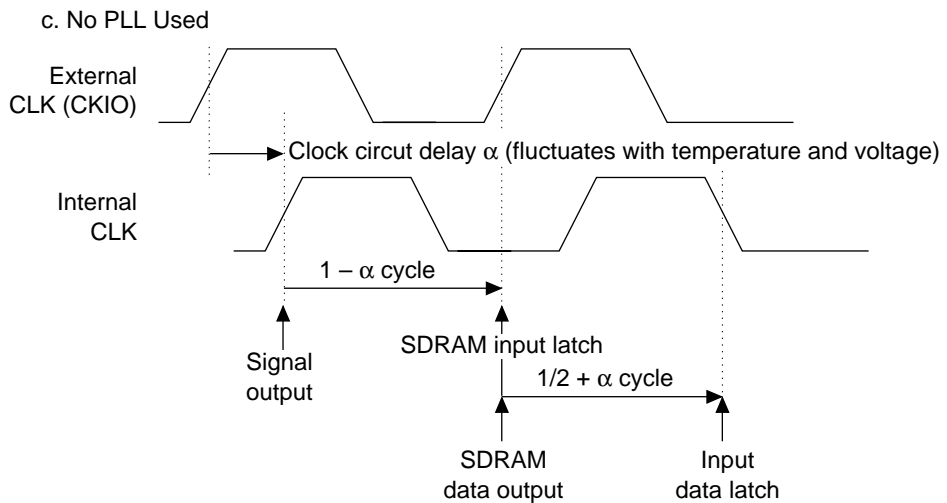 c. No PLL Used
External
CLK (CKIO)
Clock circut delay α (fluctuates with temperature and voltage)
Internal
CLK
1 – α cycle
Signal
output
SDRAM input latch
1/2 + α cycle
SDRAM
data output
Input
data latch